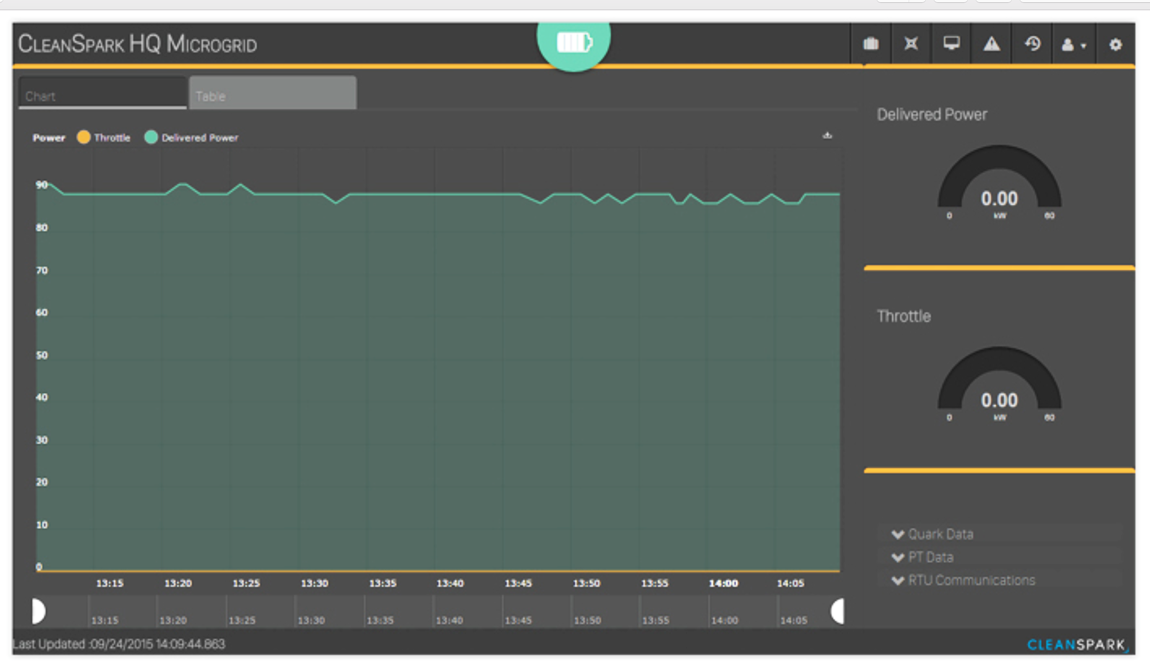 CLEANSPARK HQ MICROGRID
Chart Table
Power Throttle Delivered Power
90
80
70
60
50
40
30
20
10
0
13:15 13:20 13:25 13:30 13:35 13:40 13:45 13:50 13:55 14:00 14:05
13:15 13:20 13:25 13:30 13:35 13:40 13:45 13:50 13:55 14:00 14:05
Delivered Power
0.00
0 kW 60
Throttle
0.00
0 kW 60
Quark Data
PT Data
RTU Communications
Last Updated :09/24/2015 14:09:44.863
CLEANSPARK